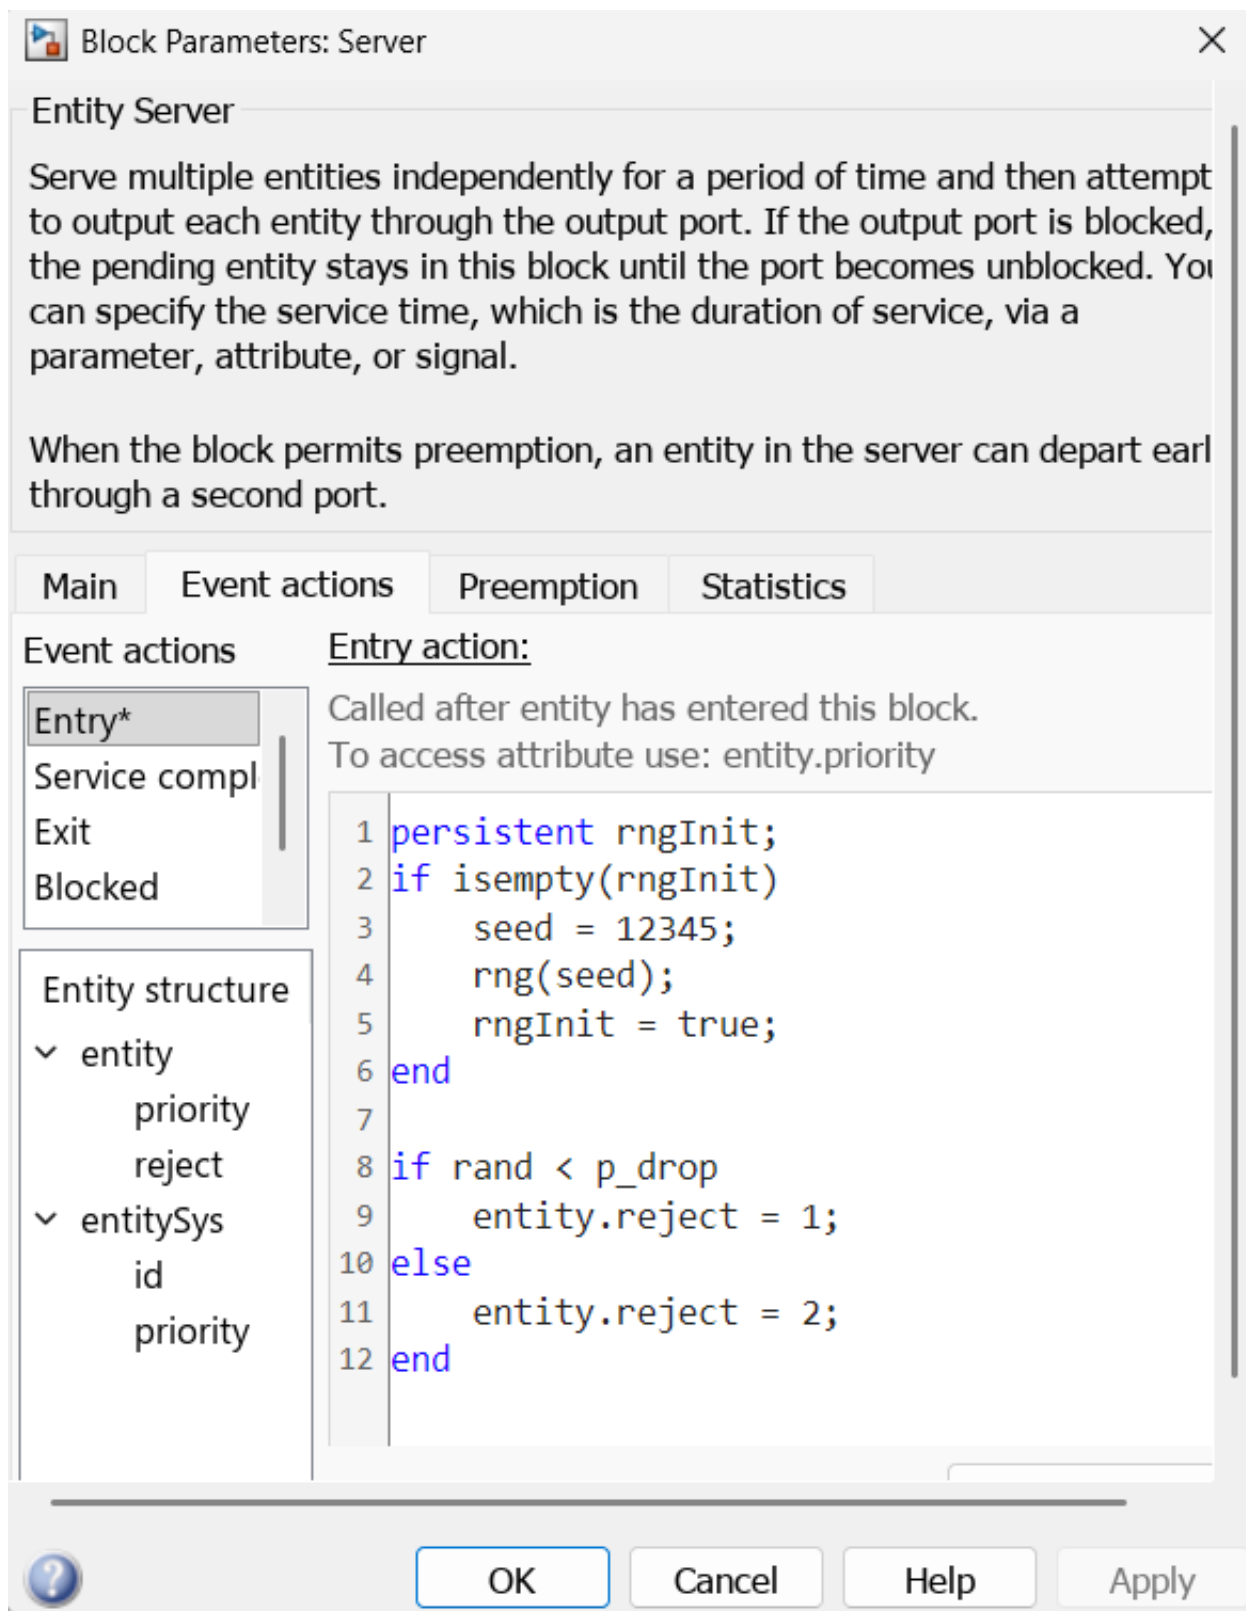 Block Parameters: Server
Entity Server
Serve multiple entities independently for a period of time and then attempt
to output each entity through the output port. If the output port is blocked,
the pending entity stays in this block until the port becomes unblocked. You
can specify the service time, which is the duration of service, via a
parameter, attribute, or signal.
When the block permits preemption, an entity in the server can depart earl
through a second port.
Main Event actions Preemption Statistics
Event actions
Entry*
Service compl
Exit
Blocked
Entity structure
entity
priority
reject
entitySys
id
priority
Entry action:
Called after entity has entered this block.
To access attribute use: entity.priority
1 persistent rngInit;
2 if isempty(rngInit)
3 seed = 12345;
4 rng(seed);
5 rngInit = true;
6 end
7
8 if rand < p_drop
9 entity.reject = 1;
10 else
11 entity.reject = 2;
12 end
OK Cancel Help Apply